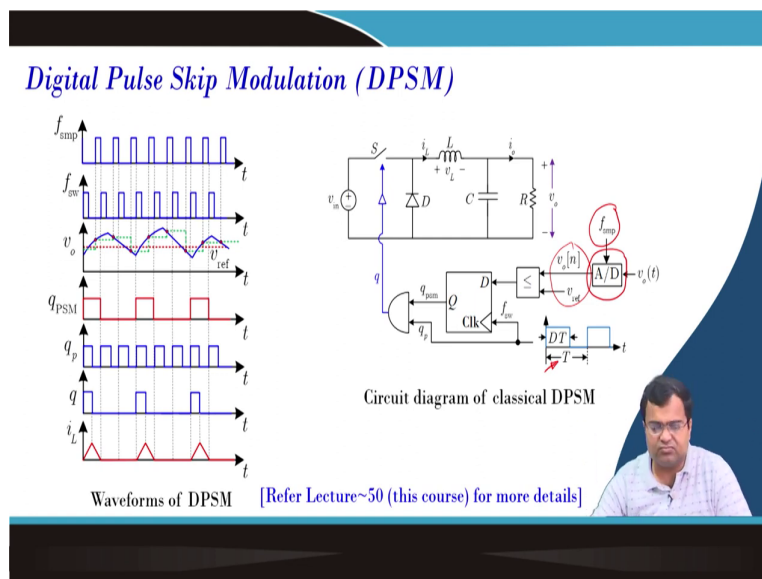 Digital Pulse Skip Modulation (DPSM)
f_smp
t
f_sw
t
v_o
v_ref
t
q_PSM
t
q_p
t
q
t
i_L
t
Waveforms of DPSM
S
i_L
L
i_o
+ v_L −
+
v_in
+
−
D
C
R
v_o
−
f_smp
v_o[n]
A/D
v_o(t)
≤
v_ref
D
q_psm
Q
q
f_sw
Clk
q_p
DT
T
t
Circuit diagram of classical DPSM
[Refer Lecture~50 (this course) for more details]